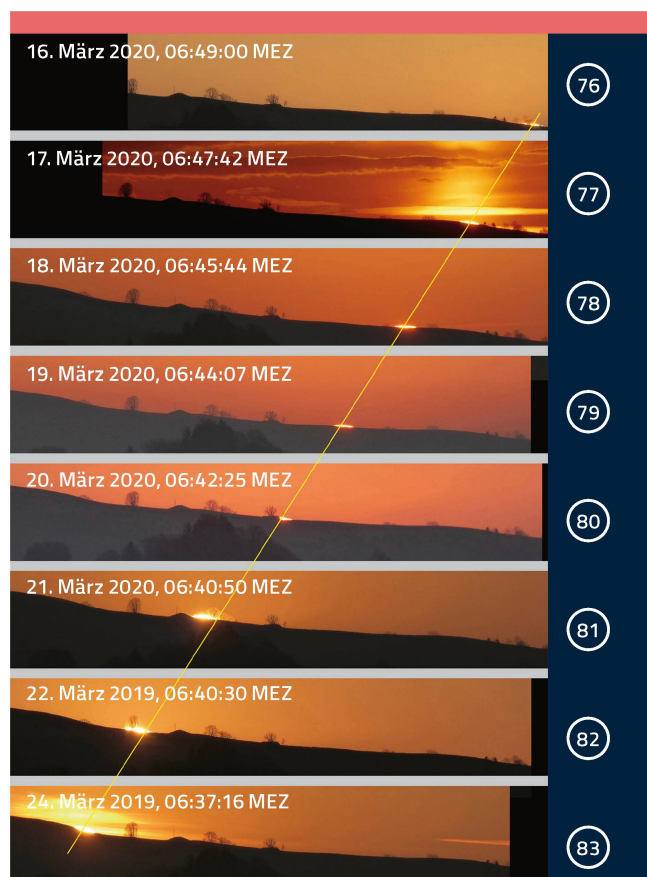 16. März 2020, 06:49:00 MEZ
76
17. März 2020, 06:47:42 MEZ
77
18. März 2020, 06:45:44 MEZ
78
19. März 2020, 06:44:07 MEZ
79
20. März 2020, 06:42:25 MEZ
80
21. März 2020, 06:40:50 MEZ
81
22. März 2019, 06:40:30 MEZ
82
24. März 2019, 06:37:16 MEZ
83